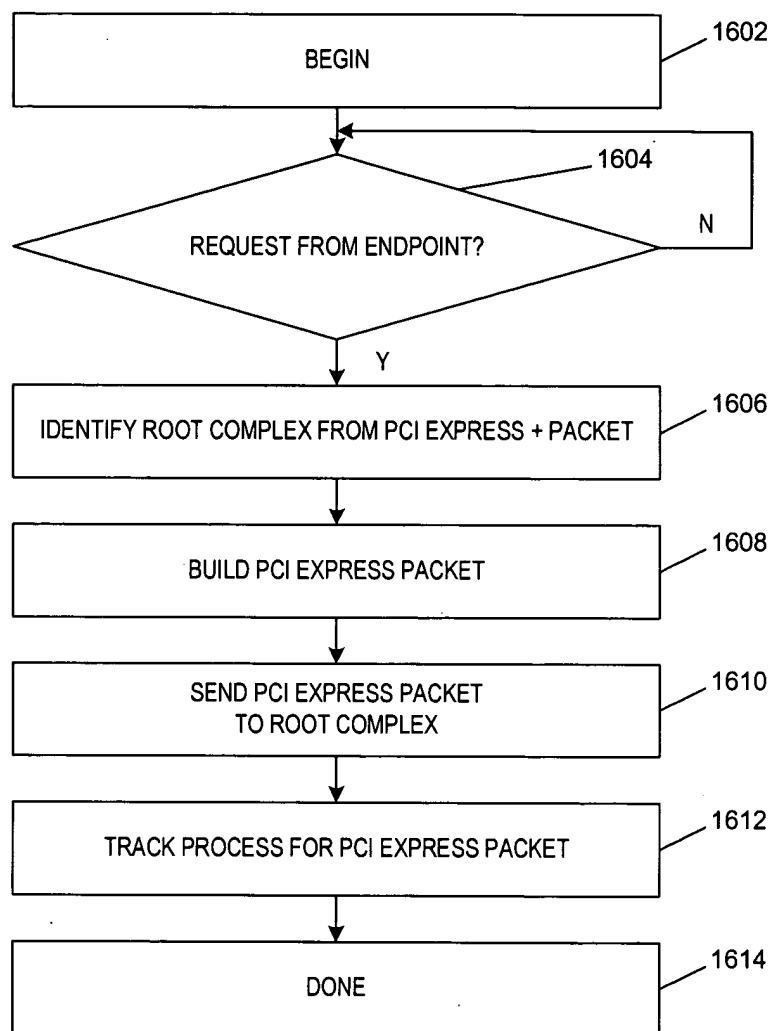 BEGIN
1602
1604
REQUEST FROM ENDPOINT?
N
Y
IDENTIFY ROOT COMPLEX FROM PCI EXPRESS + PACKET
1606
BUILD PCI EXPRESS PACKET
1608
SEND PCI EXPRESS PACKET
TO ROOT COMPLEX
1610
TRACK PROCESS FOR PCI EXPRESS PACKET
1612
DONE
1614